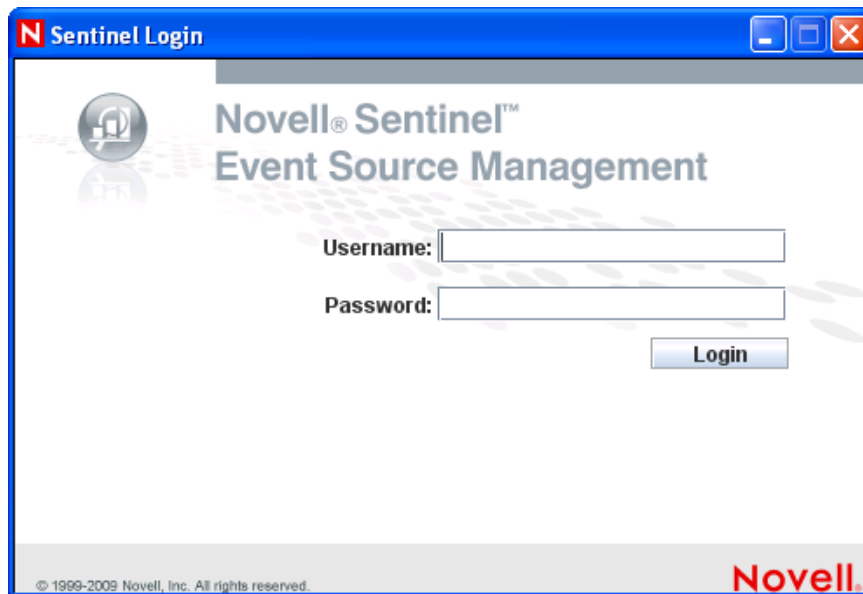 N Sentinel Login
Novell® Sentinel™
Event Source Management
Username:
Password:
Login
© 1999-2009 Novell, Inc. All rights reserved.
Novell®